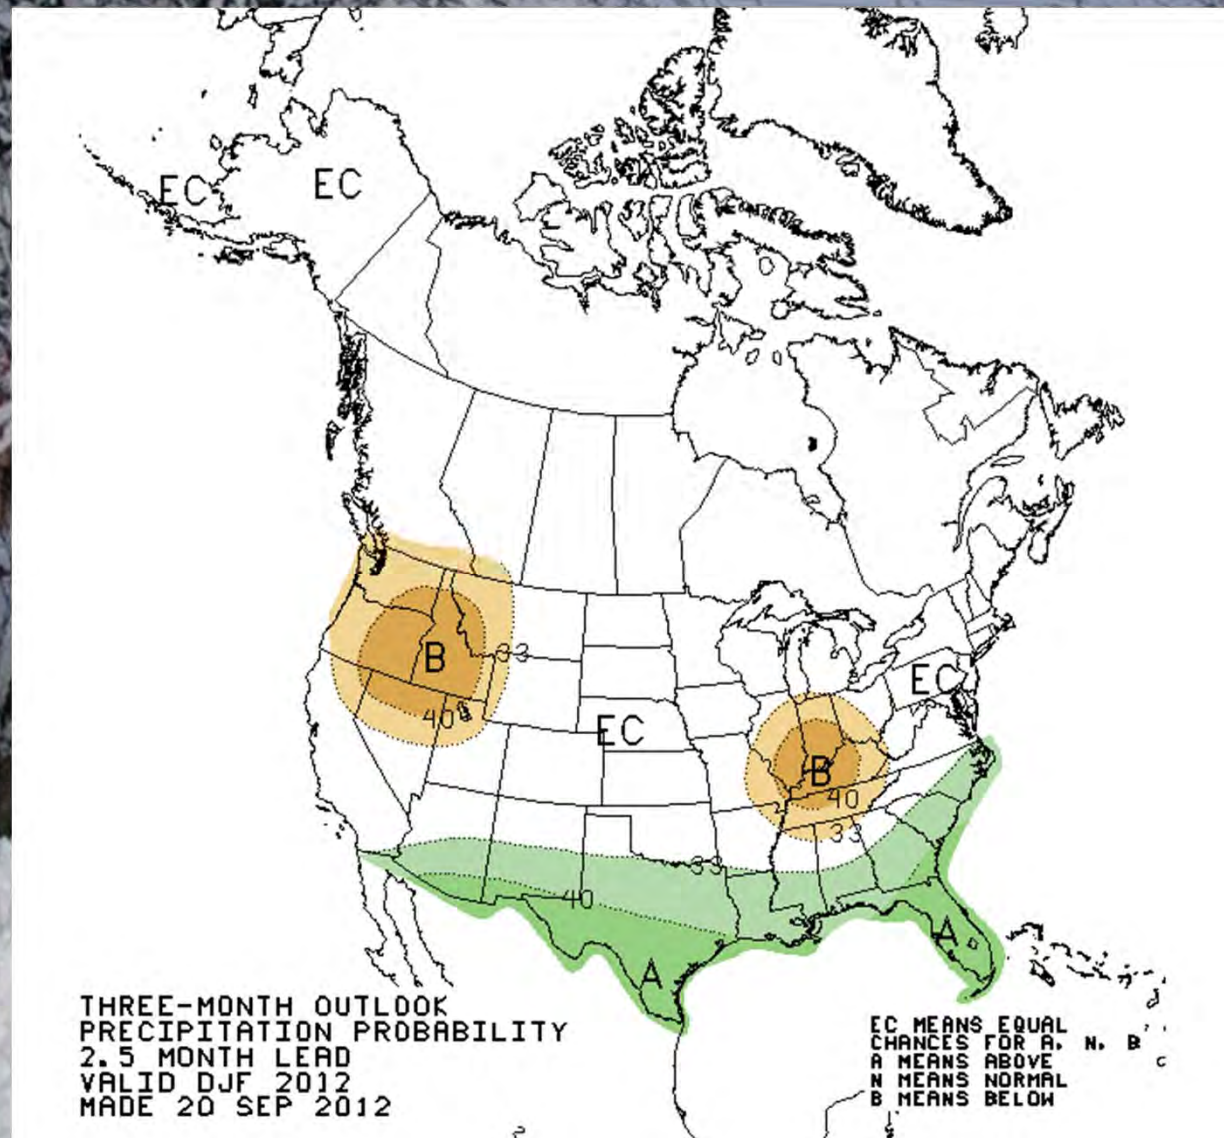 EC
EC
33
B
40
EC
EC
B
40
33
33
40
A
A
THREE-MONTH OUTLOOK
PRECIPITATION PROBABILITY
2.5 MONTH LEAD
VALID DJF 2012
MADE 20 SEP 2012
EC MEANS EQUAL
CHANCES FOR A, N, B
A MEANS ABOVE
N MEANS NORMAL
B MEANS BELOW
C